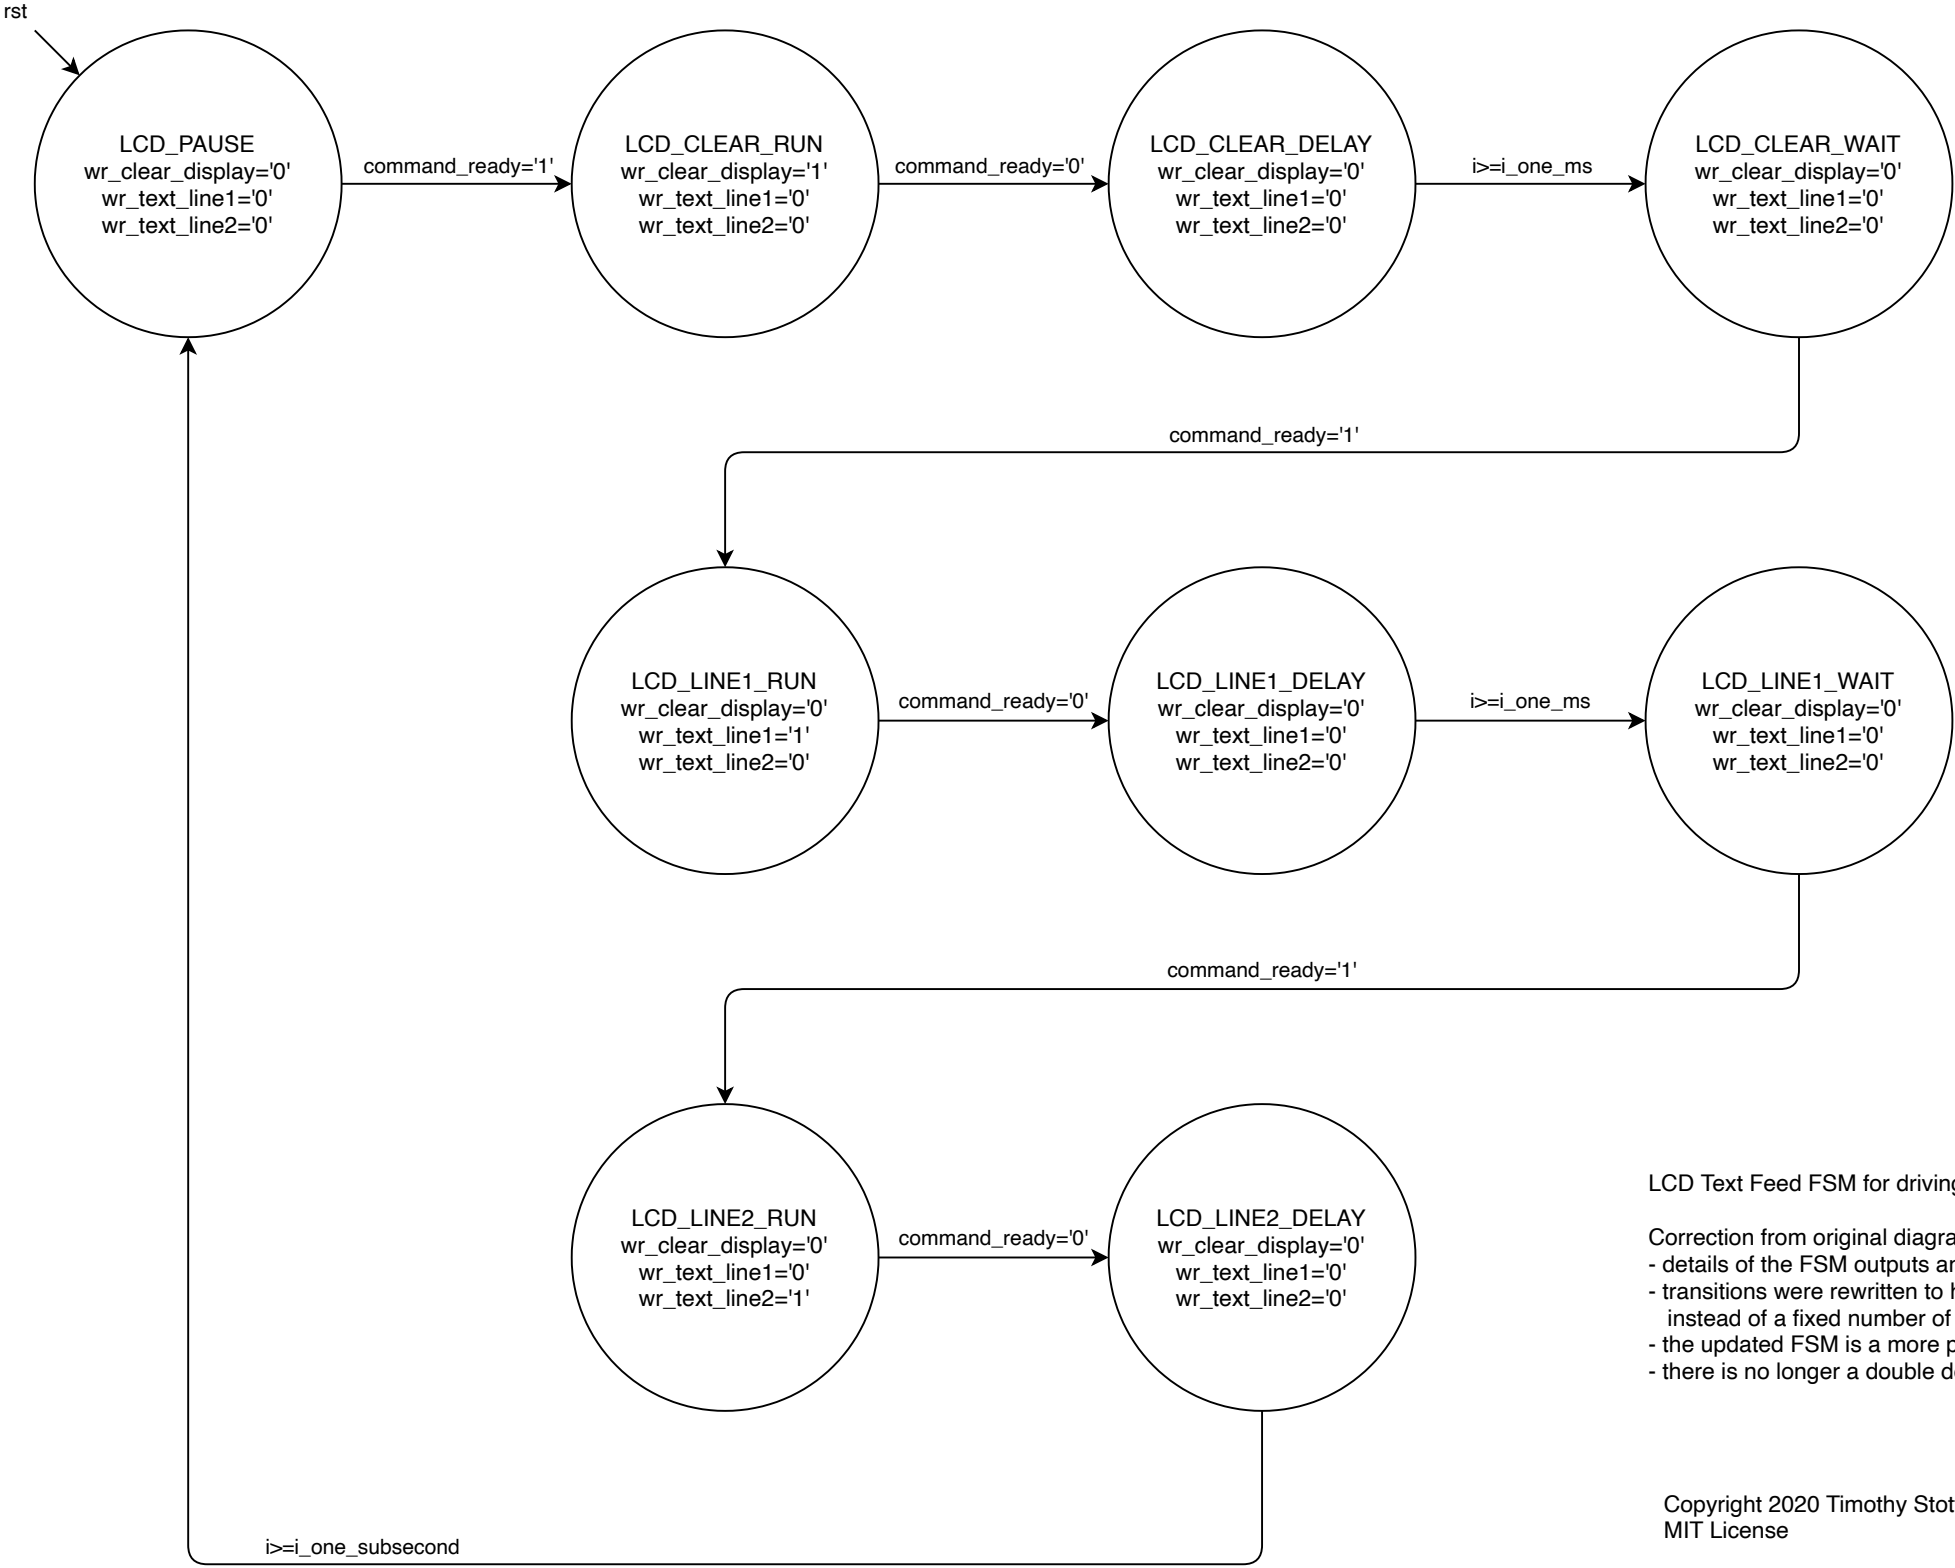 rst
LCD_PAUSE
wr_clear_display='0'
wr_text_line1='0'
wr_text_line2='0'
command_ready='1'
LCD_CLEAR_RUN
wr_clear_display='1'
wr_text_line1='0'
wr_text_line2='0'
command_ready='0'
LCD_CLEAR_DELAY
wr_clear_display='0'
wr_text_line1='0'
wr_text_line2='0'
i>=i_one_ms
LCD_CLEAR_WAIT
wr_clear_display='0'
wr_text_line1='0'
wr_text_line2='0'
command_ready='1'
LCD_LINE1_RUN
wr_clear_display='0'
wr_text_line1='1'
wr_text_line2='0'
command_ready='0'
LCD_LINE1_DELAY
wr_clear_display='0'
wr_text_line1='0'
wr_text_line2='0'
i>=i_one_ms
LCD_LINE1_WAIT
wr_clear_display='0'
wr_text_line1='0'
wr_text_line2='0'
command_ready='1'
LCD_LINE2_RUN
wr_clear_display='0'
wr_text_line1='0'
wr_text_line2='1'
command_ready='0'
LCD_LINE2_DELAY
wr_clear_display='0'
wr_text_line1='0'
wr_text_line2='0'
i>=i_one_subsecond
LCD Text Feed FSM for
Correction from original
- details of the FSM outputs
- transitions were rewritten to
instead of a fixed number of
- the updated FSM is a more
- there is no longer a double
Copyright 2020 Timothy
MIT License